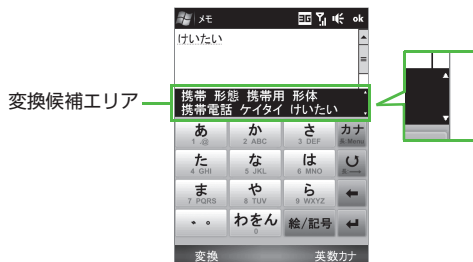 メモ 3G ok
けいたい
変換候補エリア
携帯 形態 携帯用 形体
携帯電話 ケイタイ けいたい
あ か さ カナ
1 .@ 2 ABC 3 DEF
た な は
4 GHI 5 JKL 6 MNO
ま や ら
7 PQRS 8 TUV 9 WXYZ
、。 わをん 絵/記号
0
変換 英数カナ